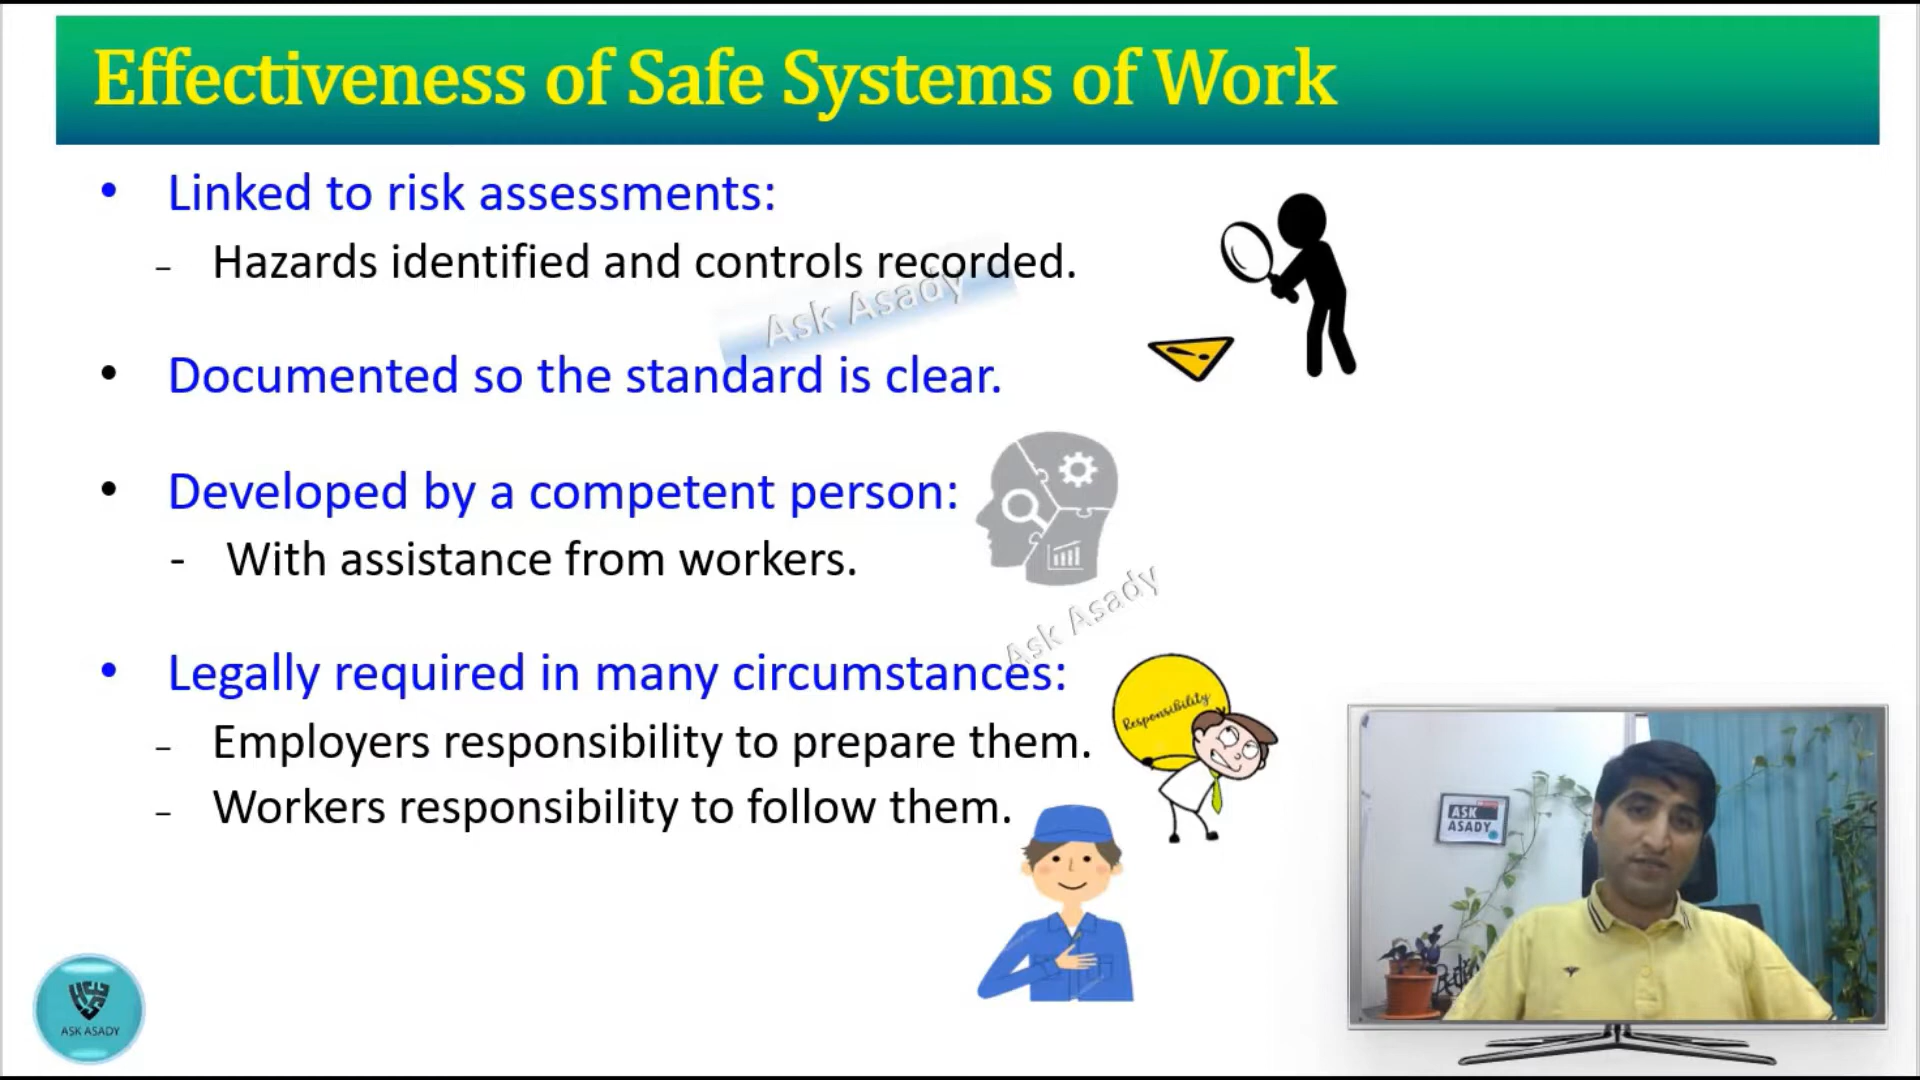 Effectiveness of Safe Systems of Work
• Linked to risk assessments:
– Hazards identified and controls recorded.
Ask Asady
• Documented so the standard is clear.
• Developed by a competent person:
- With assistance from workers.
Ask Asady
• Legally required in many circumstances:
Responsibility
– Employers responsibility to prepare them.
– Workers responsibility to follow them.
ASK
ASADY
ASK ASADY